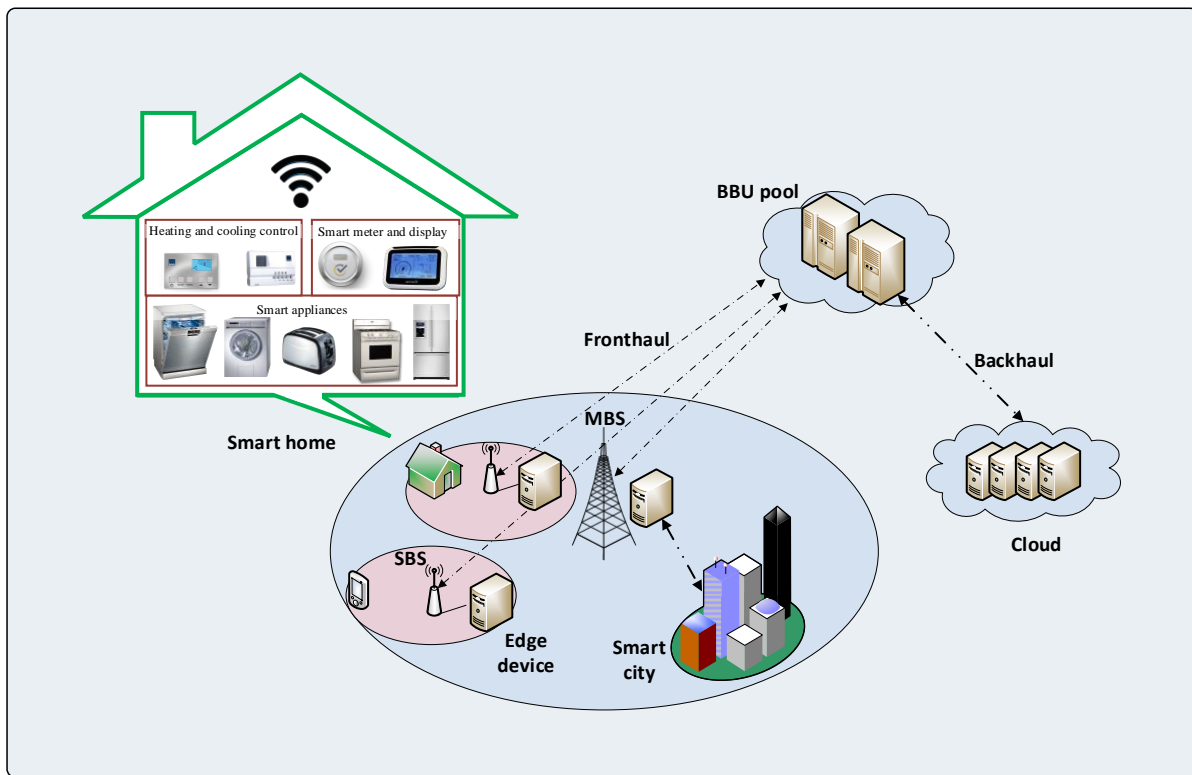 BBU pool
Heating and cooling control
Smart meter and display
Smart appliances
Fronthaul
Backhaul
MBS
Smart home
SBS
Cloud
Edge
device
Smart
city